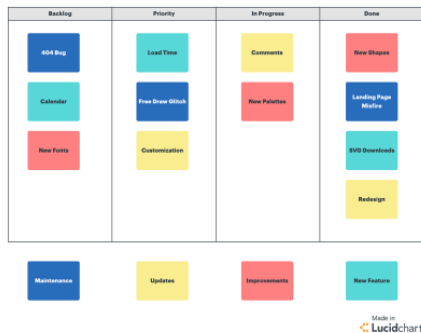 Backlog
Priority
In Progress
Done
404 Bug
Load Time
Comments
New Shapes
Calendar
Free Draw Glitch
New Palettes
Landing Page
Misfire
New Fonts
Customization
SVG Downloads
Redesign
Maintenance
Updates
Improvements
New Feature
Made in
Lucidchart